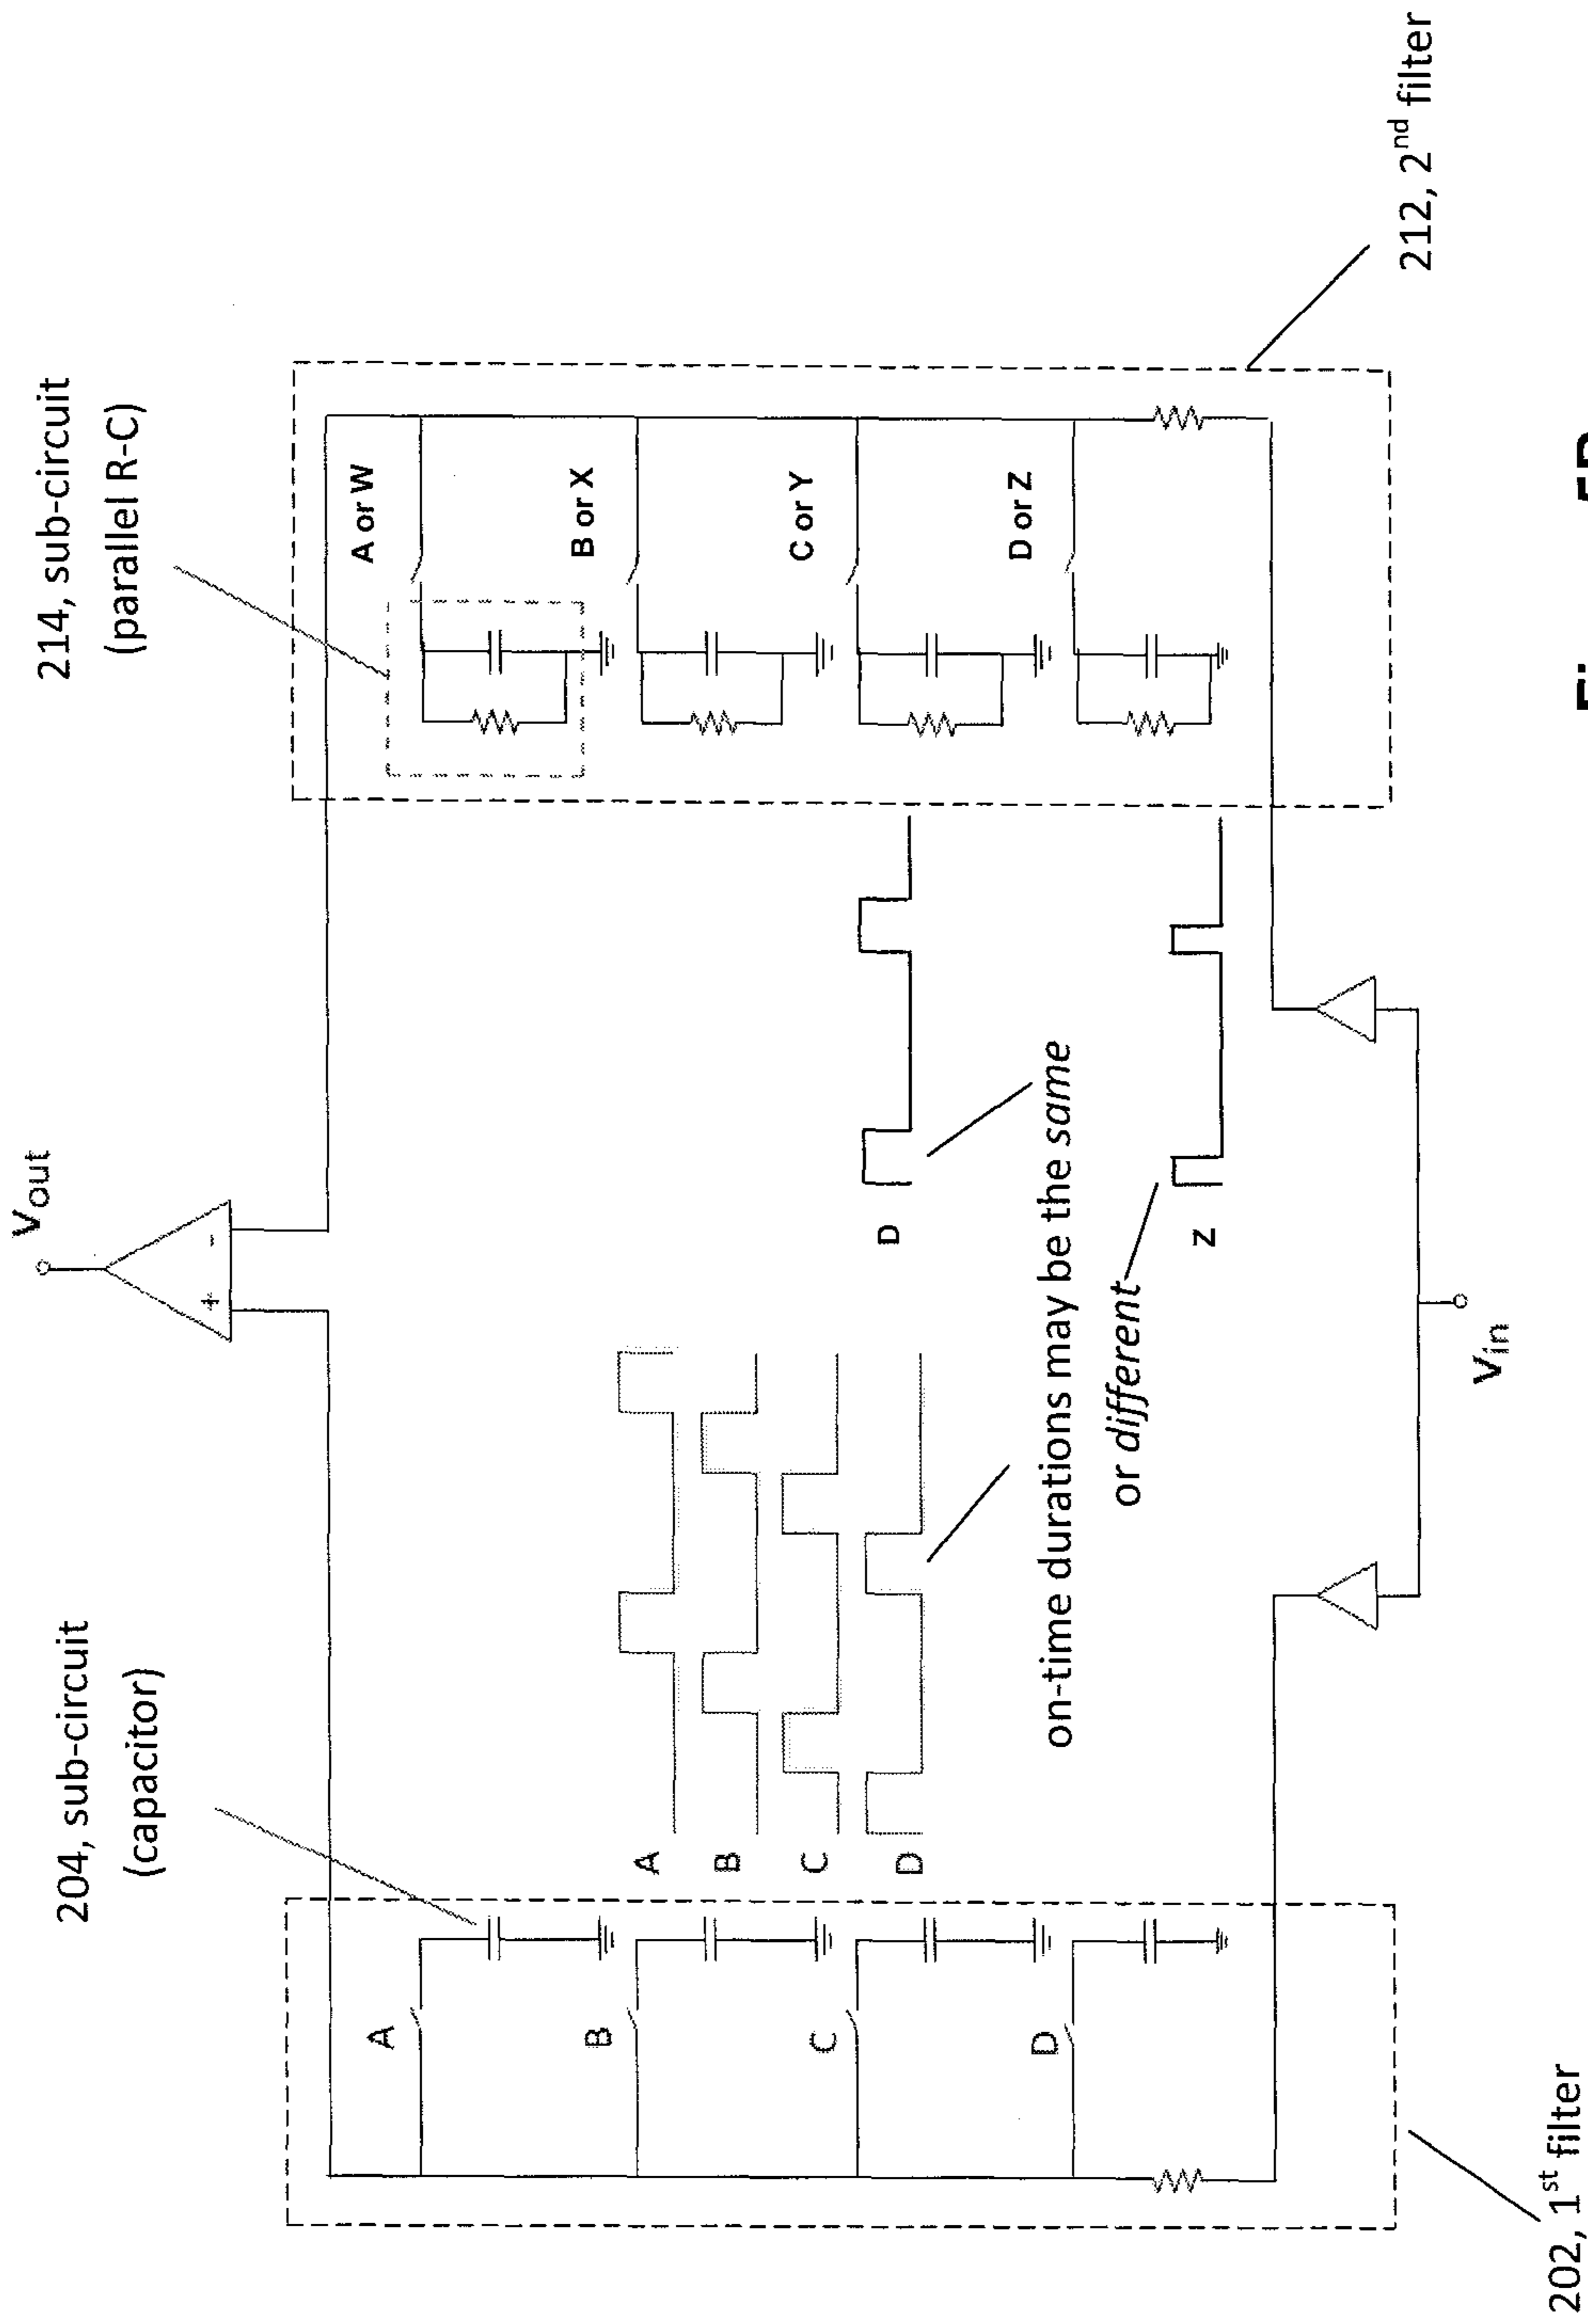 204, sub-circuit
(capacitor)
Vout
214, sub-circuit
(parallel R-C)
+
-
A
B
C
D
A
B
C
D
A or W
B or X
C or Y
D or Z
D
Z
on-time durations may be the same
or different
Vin
202, 1st filter
212, 2nd filter